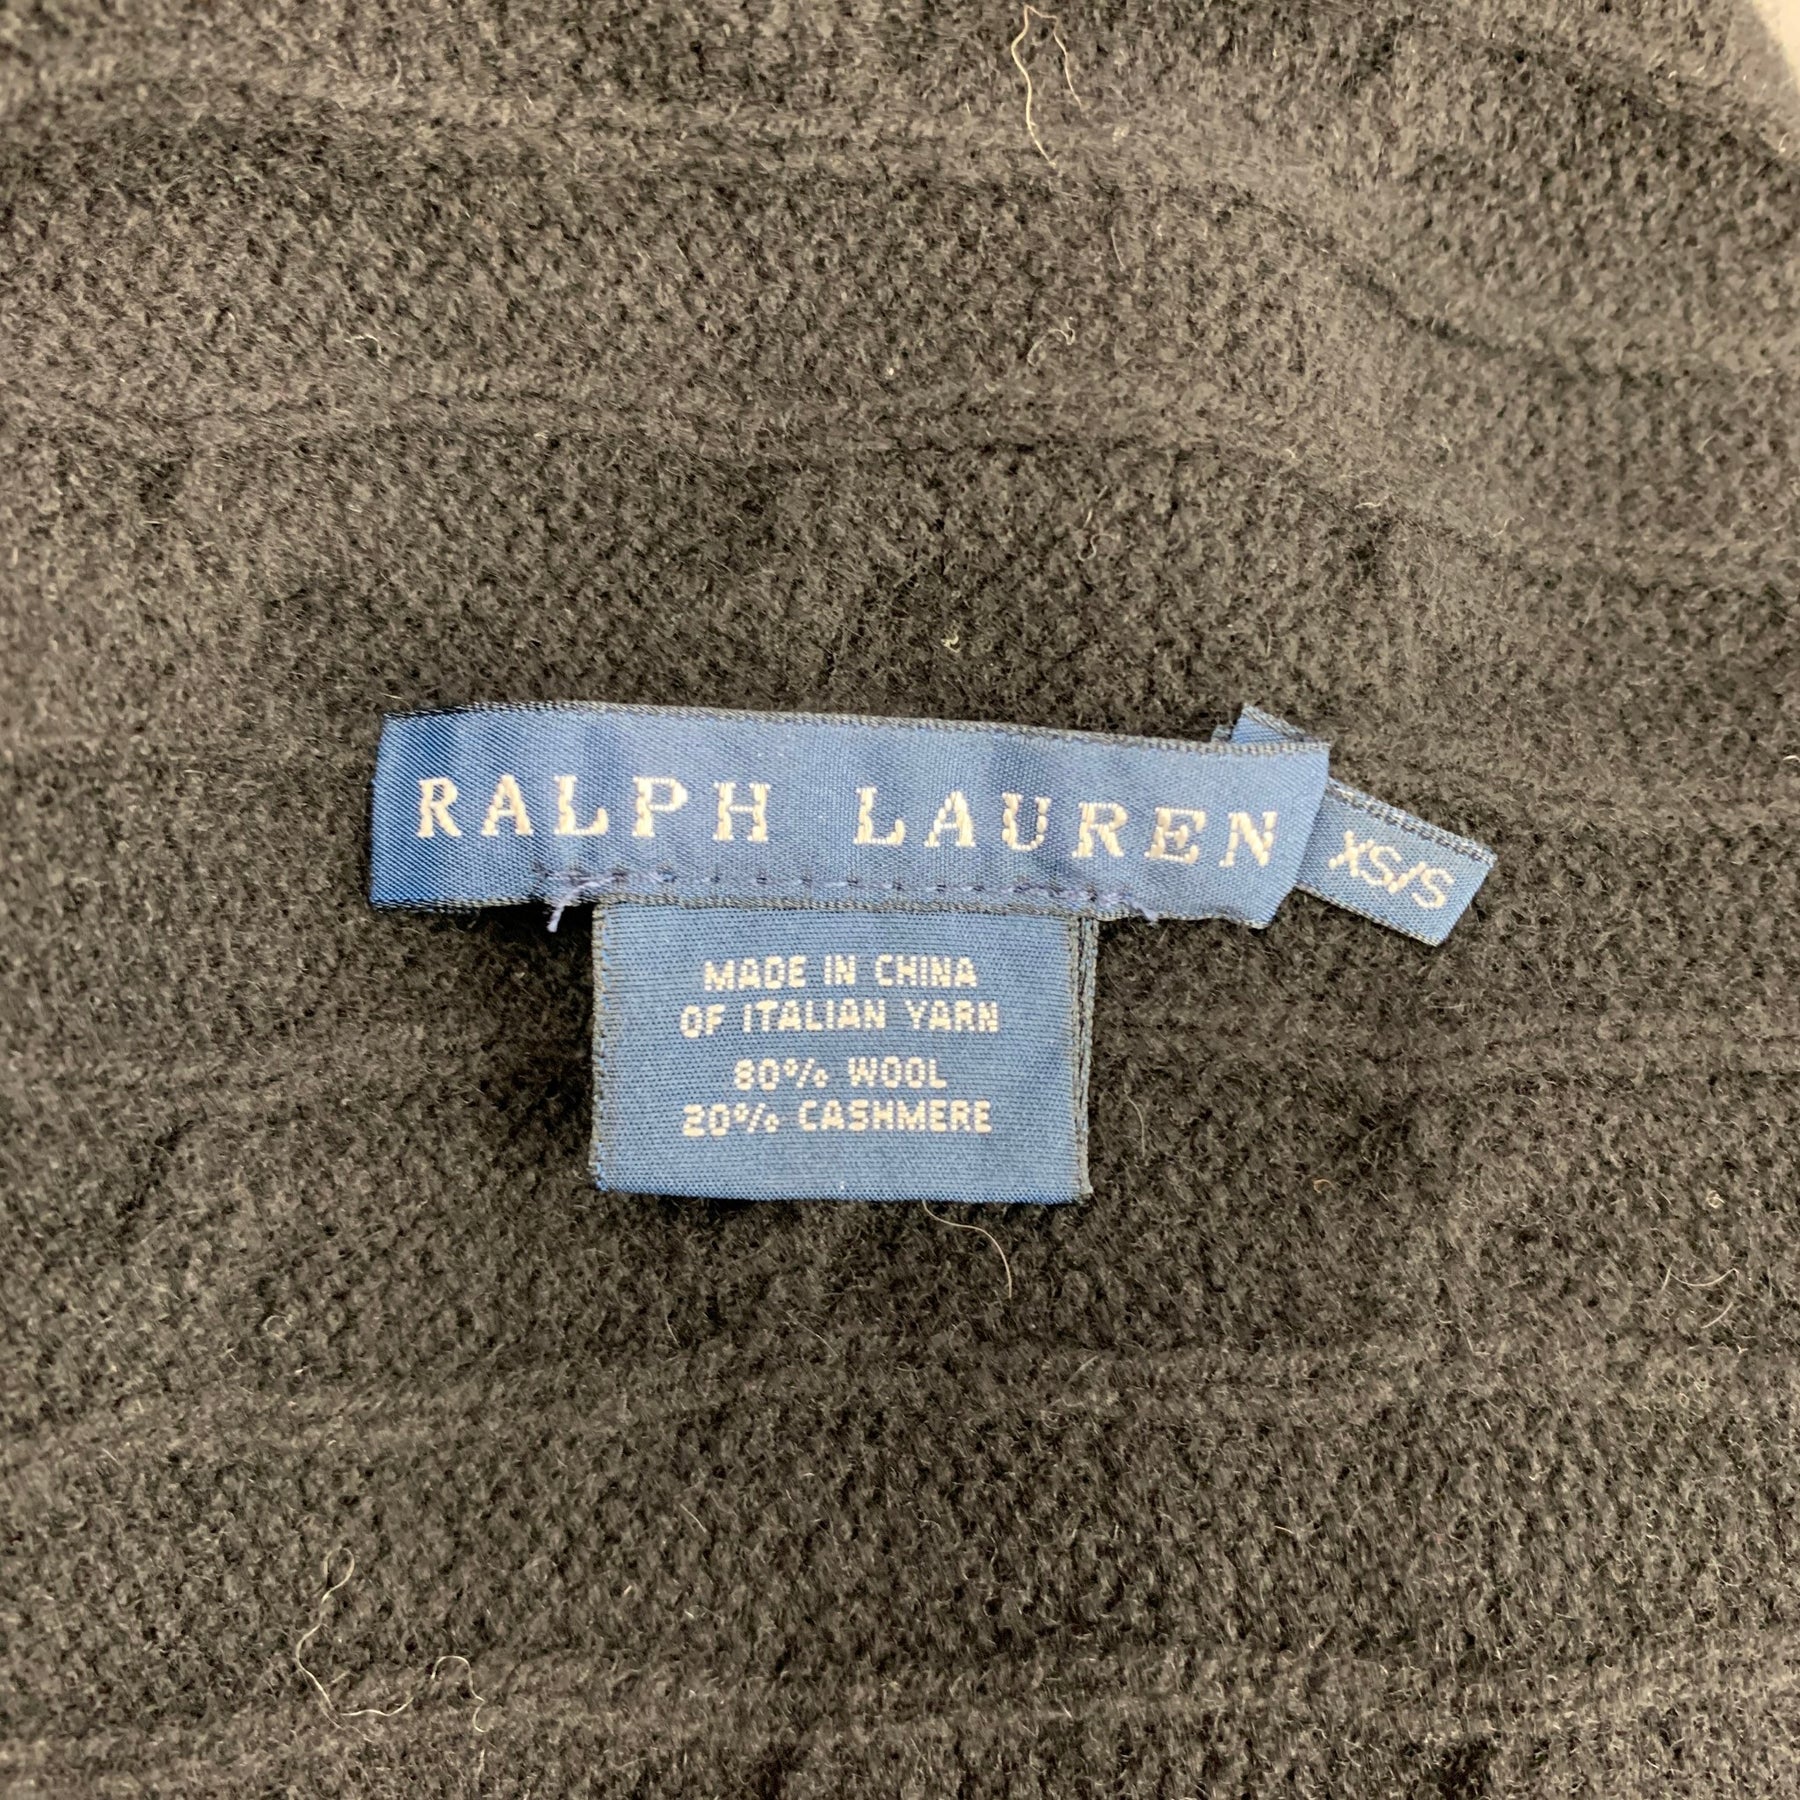 RALPH LAUREN
XS/S
MADE IN CHINA
OF ITALIAN YARN
80% WOOL
20% CASHMERE